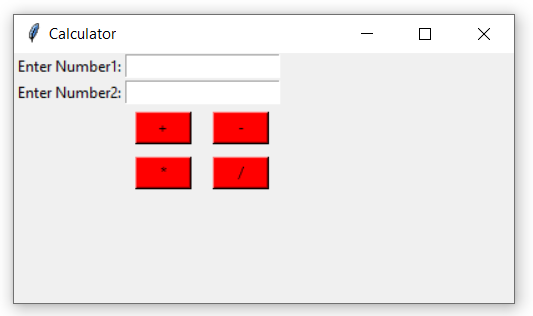 Calculator
Enter Number1:
Enter Number2:
+ -
* /